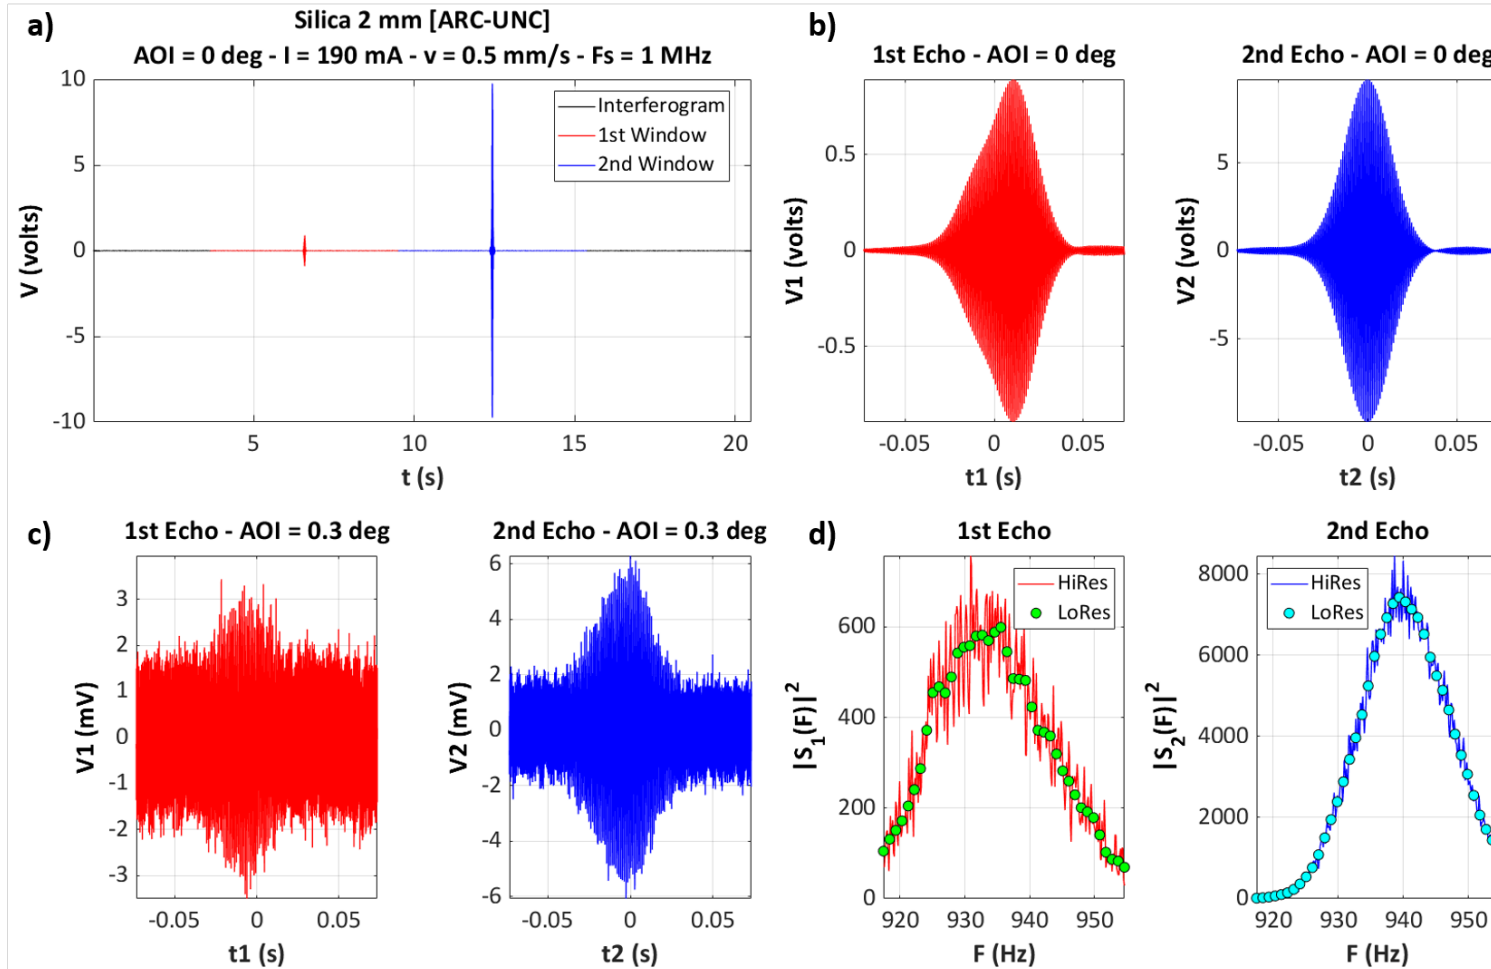 a)
Silica 2 mm [ARC-UNC]
AOI = 0 deg - I = 190 mA - v = 0.5 mm/s - Fs = 1 MHz
10
5
0
-5
-10
V (volts)
Interferogram
1st Window
2nd Window
5
10
15
20
t (s)
b)
1st Echo - AOI = 0 deg
0.5
0
-0.5
V1 (volts)
-0.05
0
0.05
t1 (s)
2nd Echo - AOI = 0 deg
5
0
-5
V2 (volts)
-0.05
0
0.05
t2 (s)
c)
1st Echo - AOI = 0.3 deg
3
2
1
0
-1
-2
-3
V1 (mV)
-0.05
0
0.05
t1 (s)
2nd Echo - AOI = 0.3 deg
6
4
2
0
-2
-4
-6
V2 (mV)
-0.05
0
0.05
t2 (s)
d)
1st Echo
HiRes
LoRes
600
400
200
0
|S_1(F)|^2
920
930
940
950
F (Hz)
2nd Echo
HiRes
LoRes
8000
6000
4000
2000
0
|S_2(F)|^2
920
930
940
950
F (Hz)